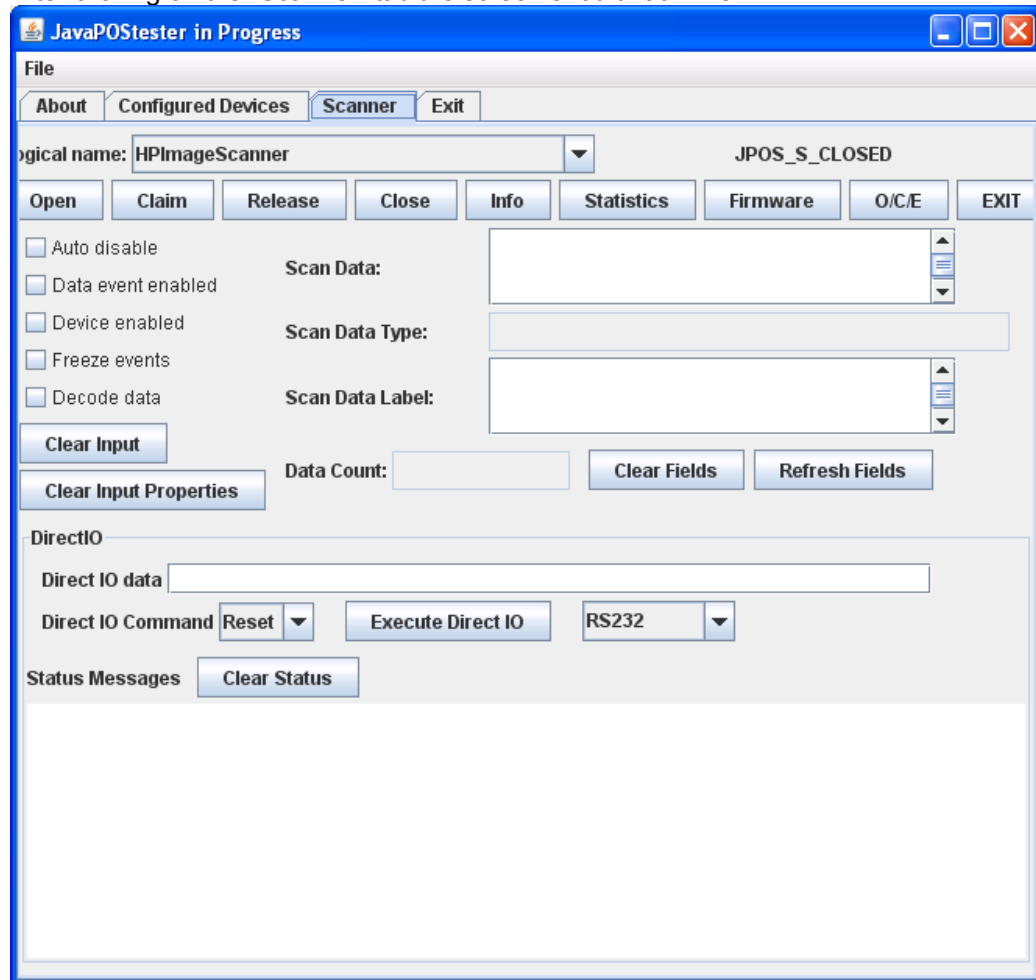 JavaPOStester in Progress
File
About Configured Devices Scanner Exit
ogical name: HPImageScanner JPOS_S_CLOSED
Open Claim Release Close Info Statistics Firmware O/C/E EXIT
Auto disable
Data event enabled
Device enabled
Freeze events
Decode data
Clear Input
Clear Input Properties
Scan Data:
Scan Data Type:
Scan Data Label:
Data Count: Clear Fields Refresh Fields
DirectIO
Direct IO data
Direct IO Command Reset Execute Direct IO RS232
Status Messages Clear Status